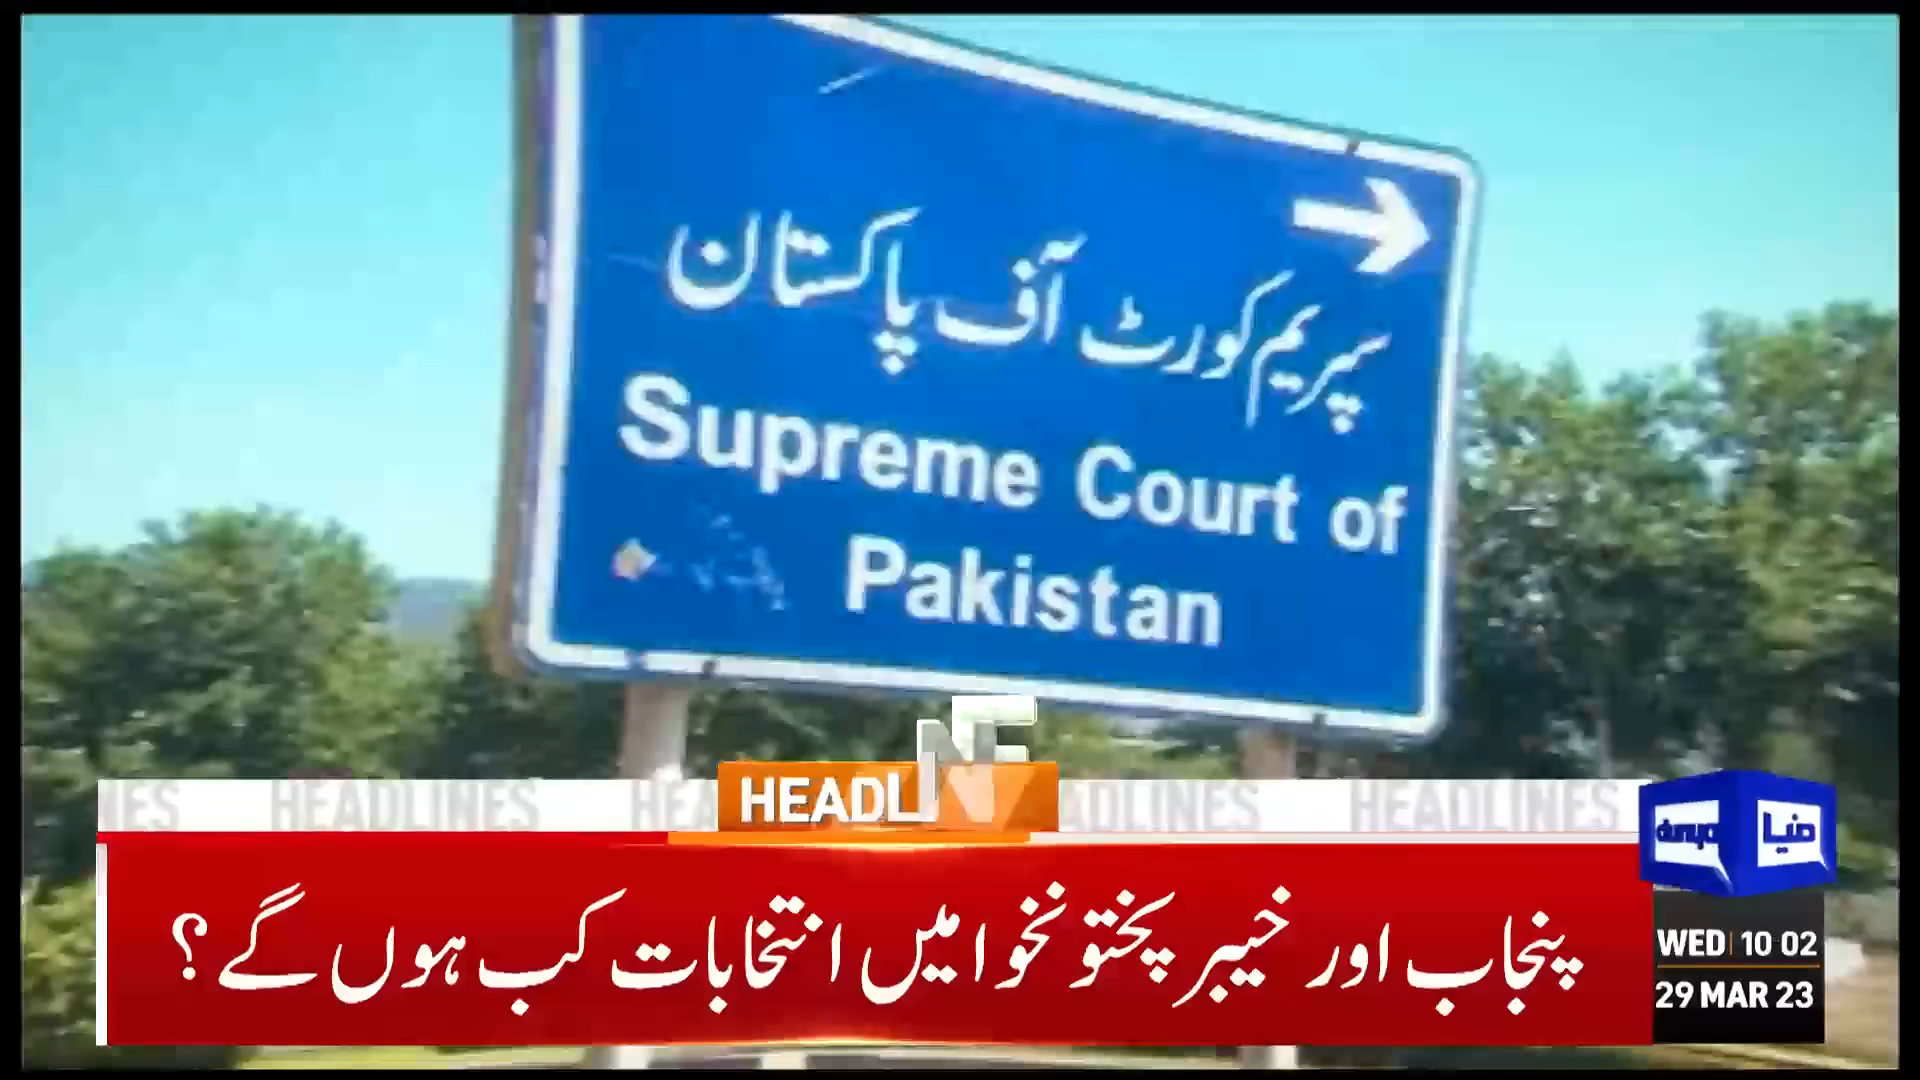 سپریم کورٹ آف پاکستان
Supreme Court of
Pakistan
HEADLINES HEADLINES
HEADL
دنیا
dunya
پنجاب اور خیبر پختونخوا میں انتخابات کب ہوں گے؟
WED 10 02
29 MAR 23